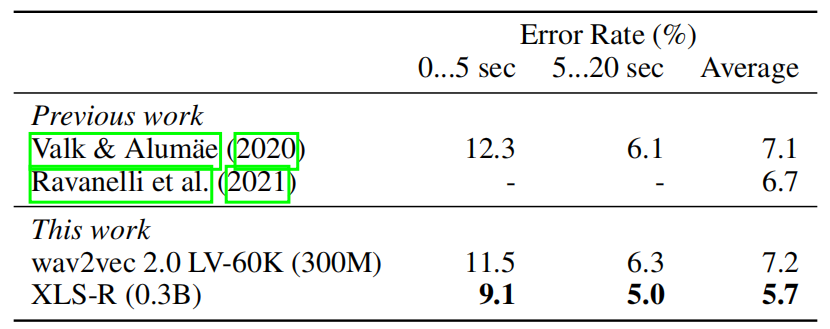 Error Rate (%)
0...5 sec 5...20 sec Average
Previous work
Valk & Alumäe (2020) 12.3 6.1 7.1
Ravanelli et al. (2021) - - 6.7
This work
wav2vec 2.0 LV-60K (300M) 11.5 6.3 7.2
XLS-R (0.3B) 9.1 5.0 5.7